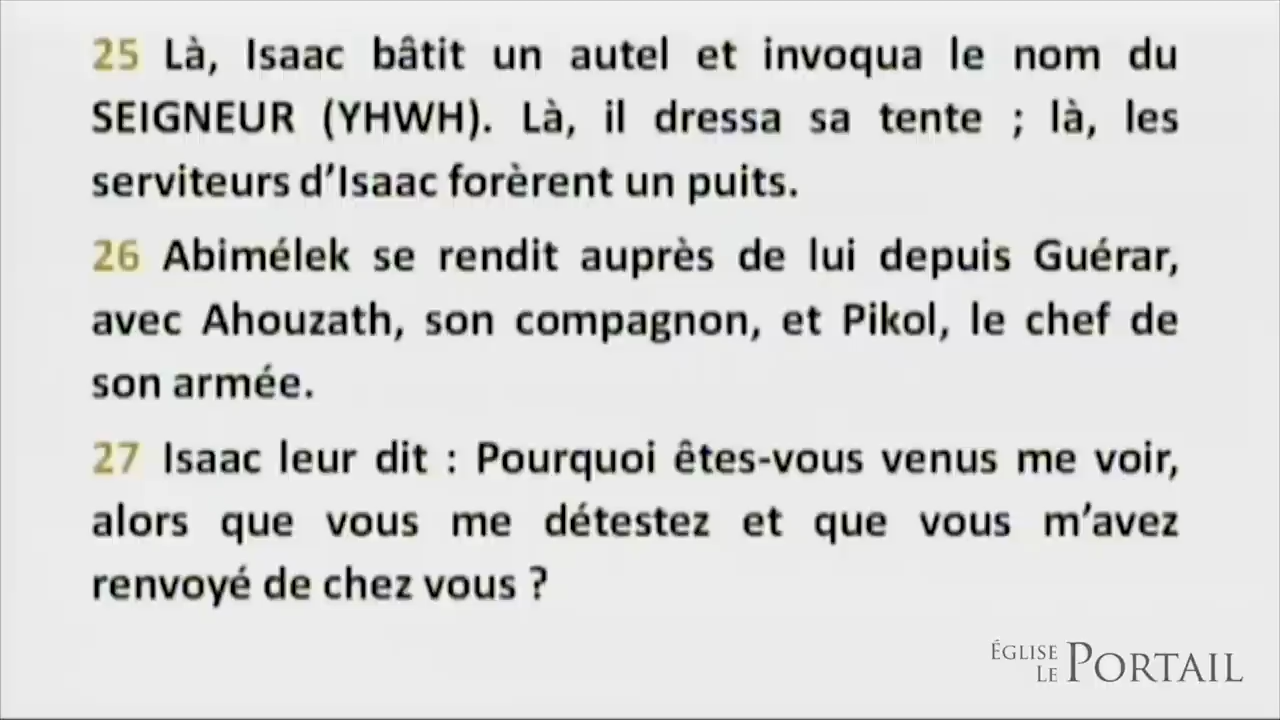 25 Là, Isaac bâtit un autel et invoqua le nom du
SEIGNEUR (YHWH). Là, il dressa sa tente ; là, les
serviteurs d’Isaac forèrent un puits.
26 Abimélek se rendit auprès de lui depuis Guérar,
avec Ahouzath, son compagnon, et Pikol, le chef de
son armée.
27 Isaac leur dit : Pourquoi êtes-vous venus me voir,
alors que vous me détestez et que vous m’avez
renvoyé de chez vous ?
ÉGLISE
LE PORTAIL